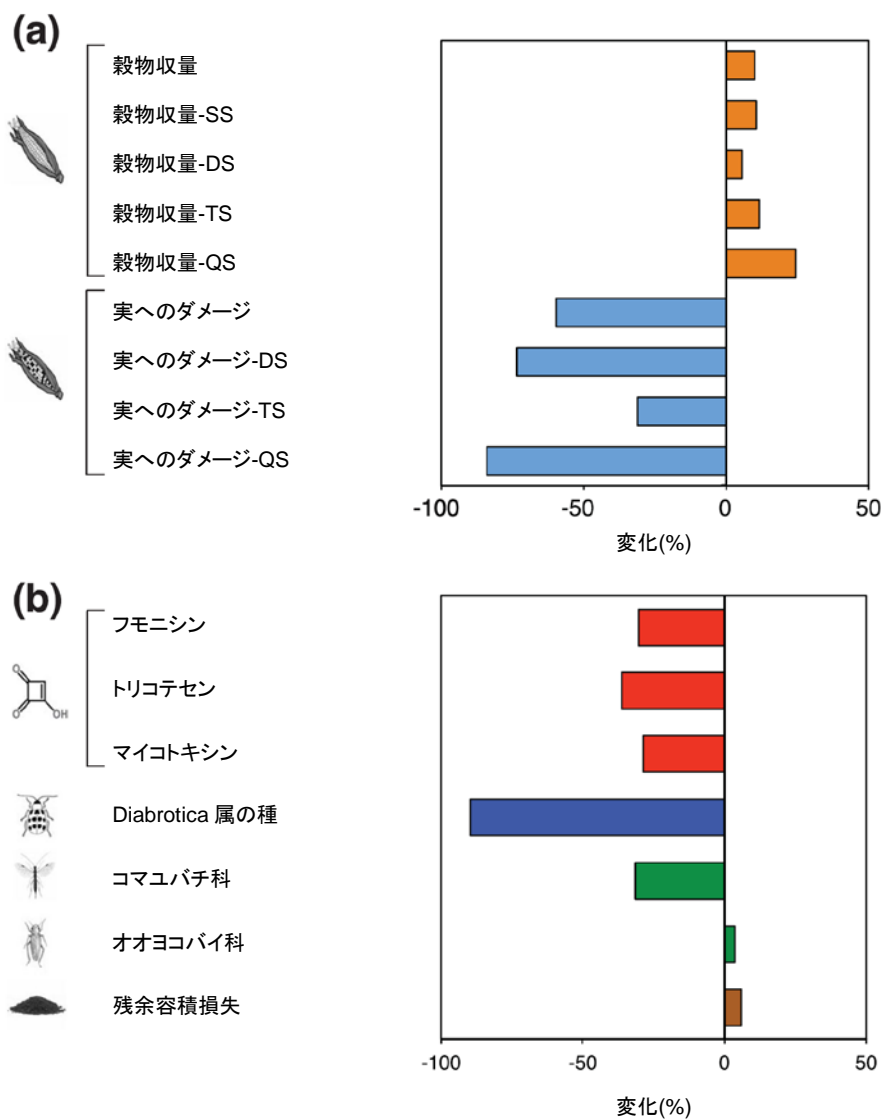 (a)
穀物収量
穀物収量-SS
穀物収量-DS
穀物収量-TS
穀物収量-QS
実へのダメージ
実へのダメージ-DS
実へのダメージ-TS
実へのダメージ-QS
-100 -50 0 50
変化(%)
(b)
フモニシン
トリコテセン
マイコトキシン
O
O OH
Diabrotica 属の種
コマユバチ科
オオヨコバイ科
残余容積損失
-100 -50 0 50
変化(%)